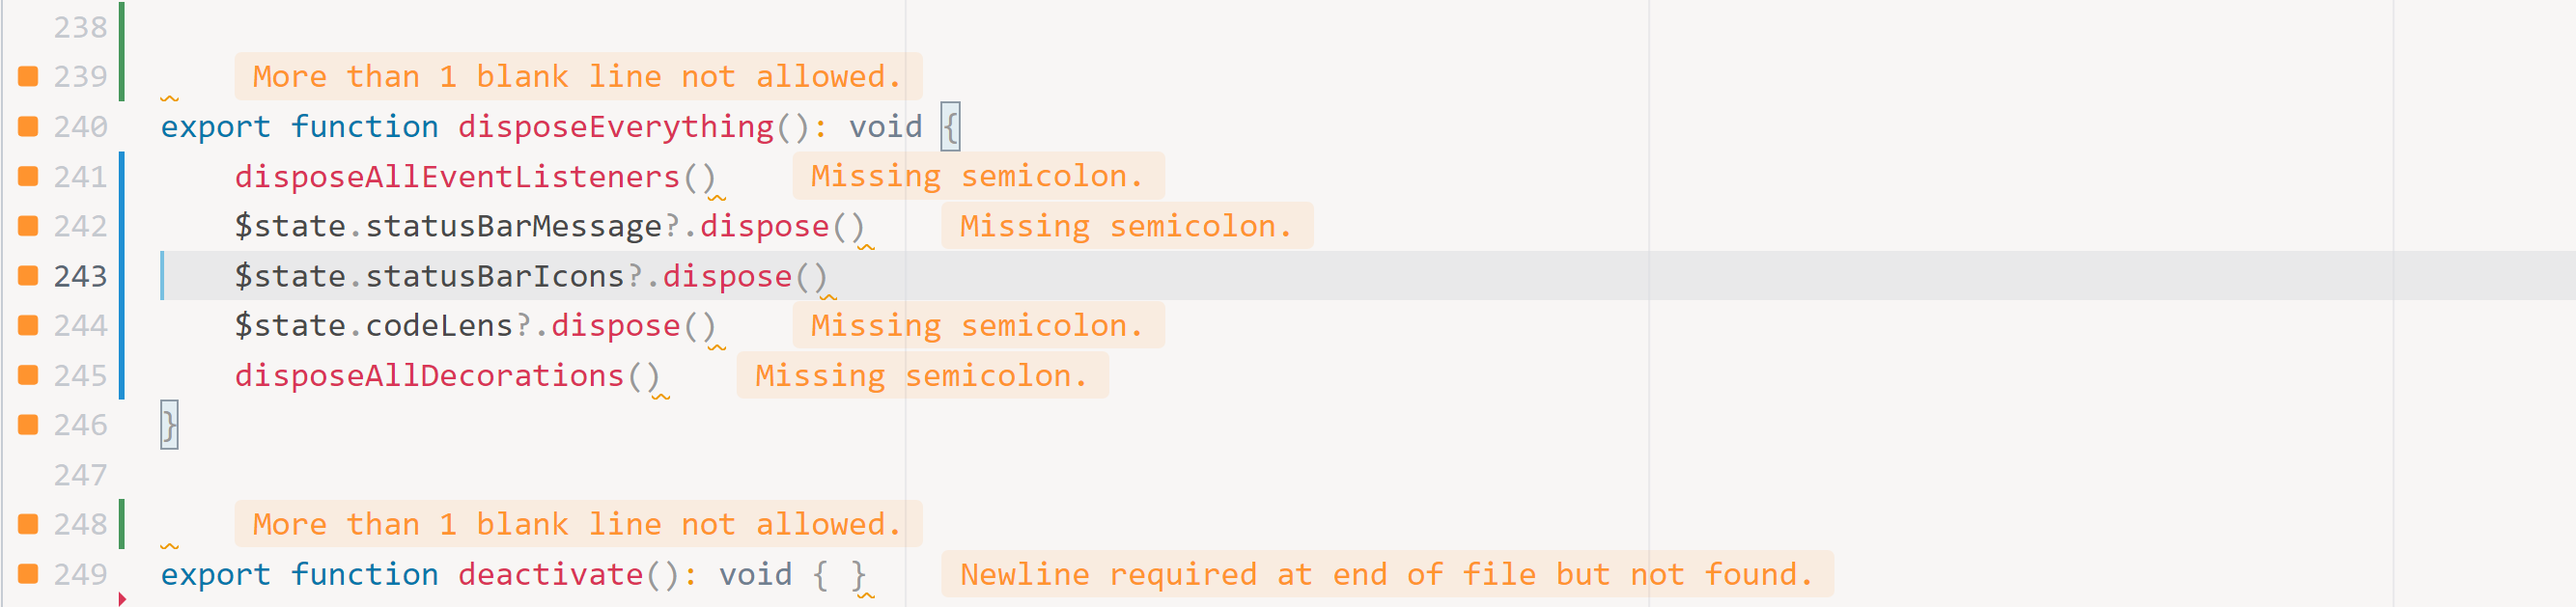 238
239 More than 1 blank line not allowed.
240 export function disposeEverything(): void {
241 disposeAllEventListeners() Missing semicolon.
242 $state.statusBarMessage?.dispose() Missing semicolon.
243 $state.statusBarIcons?.dispose()
244 $state.codeLens?.dispose() Missing semicolon.
245 disposeAllDecorations() Missing semicolon.
246 }
247
248 More than 1 blank line not allowed.
249 export function deactivate(): void { } Newline required at end of file but not found.